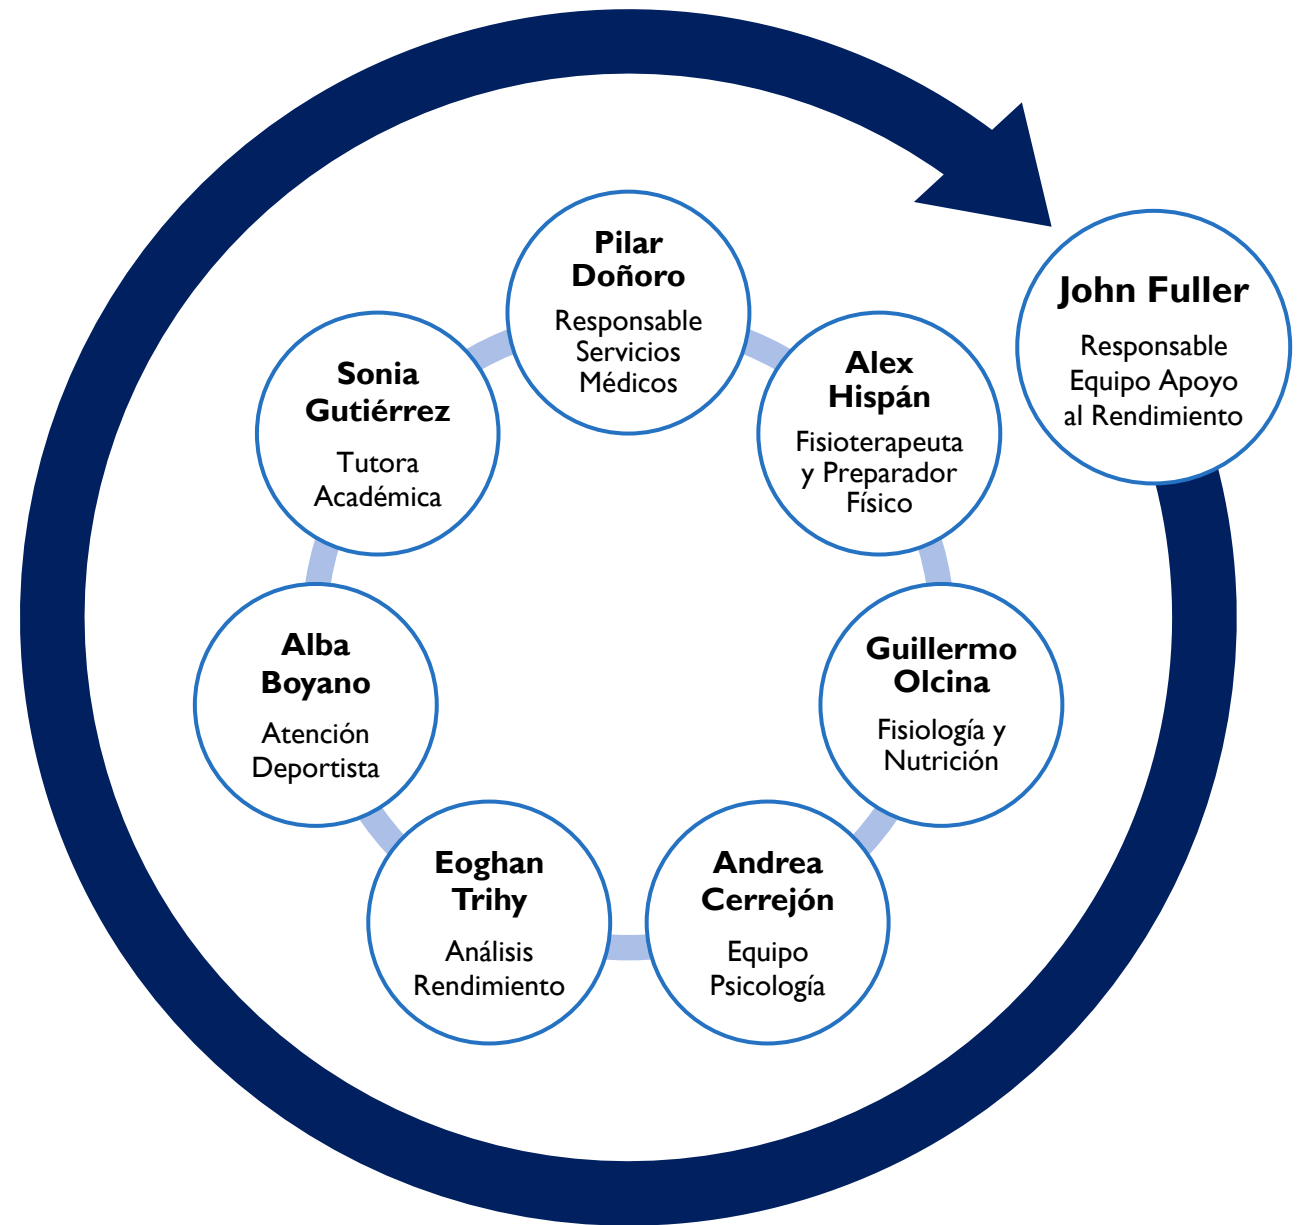 Pilar
Doñoro
Responsable
Servicios
Médicos
Alex
Hispán
Fisioterapeuta
y Preparador
Físico
Guillermo
Olcina
Fisiología y
Nutrición
Andrea
Cerrejón
Equipo
Psicología
Eoghan
Trihy
Análisis
Rendimiento
Alba
Boyano
Atención
Deportista
Sonia
Gutiérrez
Tutora
Académica
John Fuller
Responsable
Equipo Apoyo
al Rendimiento